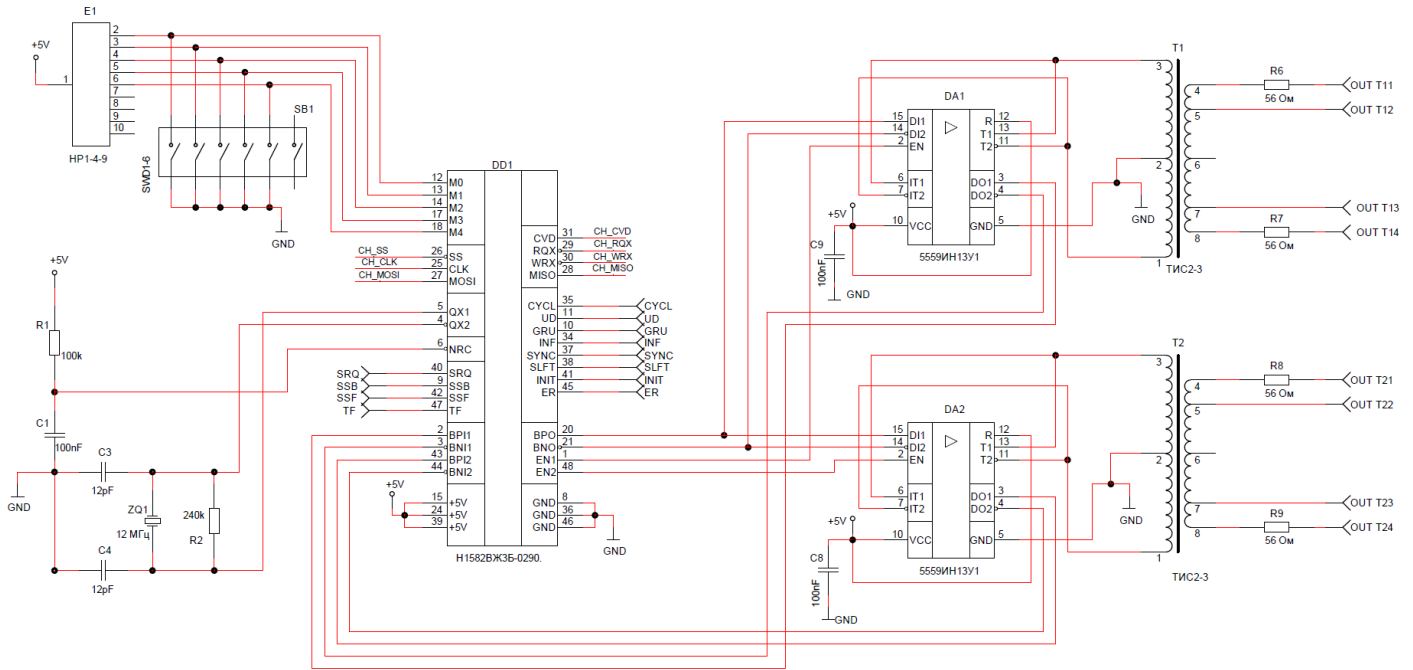 E1
+5V
1
2
3
4
5
6
7
8
9
10
HP1-4-9
SWD1-6
SB1
GND
DD1
12 M0
13 M1
14 M2
17 M3
18 M4
CH_SS 26 SS
CH_CLK 25 CLK
CH_MOSI 27 MOSI
5 QX1
4 QX2
6 NRC
SRQ 40 SRQ
SSB 9 SSB
SSF 42 SSF
TF 47 TF
2 BPI1
3 BNI1
43 BPI2
44 BNI2
+5V
15 +5V
24 +5V
39 +5V
CVD 31 CH_CVD
RQX 29 CH_RQX
WRX 30 CH_WRX
MISO 28 CH_MISO
CYCL 35 CYCL
UD 11 UD
GRU 10 GRU
INF 34 INF
SYNC 37 SYNC
SLFT 38 SLFT
INIT 41 INIT
ER 45 ER
BPO 20
BNO 21
EN1 1
EN2 48
GND 8
GND 36
GND 46
GND
H1582ВЖ3Б-0290.
+5V
R1
100k
C1
100nF
GND
C3
12pF
ZQ1
12 МГц
240k
R2
C4
12pF
DA1
15 DI1
14 DI2
2 EN
6 IT1
7 IT2
10 VCC
R 12
T1 13
T2 11
DO1 3
DO2 4
GND 5
5559ИН13У1
+5V
C9
100nF
GND
GND
T1
3
2
1
4
5
6
7
8
ТИС2-3
R6
56 Ом
OUT T11
OUT T12
OUT T13
R7
56 Ом
OUT T14
DA2
15 DI1
14 DI2
2 EN
6 IT1
7 IT2
10 VCC
R 12
T1 13
T2 11
DO1 3
DO2 4
GND 5
5559ИН13У1
+5V
C8
100nF
GND
GND
T2
3
2
1
4
5
6
7
8
ТИС2-3
R8
56 Ом
OUT T21
OUT T22
OUT T23
R9
56 Ом
OUT T24